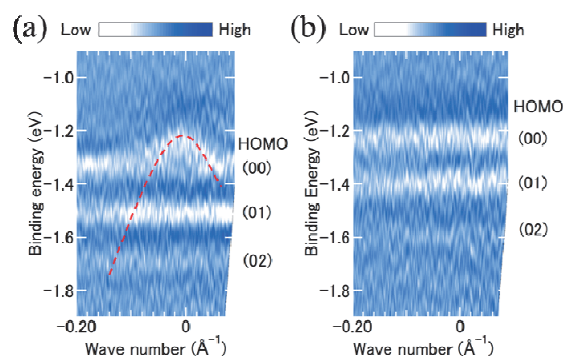 (a)
Low High
Binding energy (eV)
-1.0
-1.2
-1.4
-1.6
-1.8
HOMO
(00)
(01)
(02)
-0.20
0
Wave number (Å⁻¹)
(b)
Low High
Binding Energy (eV)
-1.0
-1.2
-1.4
-1.6
-1.8
HOMO
(00)
(01)
(02)
-0.20
0
Wave number (Å⁻¹)